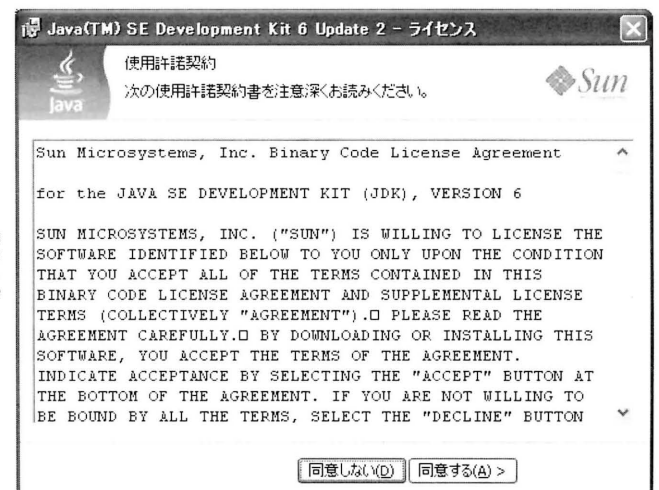 Java(TM) SE Development Kit 6 Update 2 - ライセンス
使用許諾契約
次の使用許諾契約書を注意深くお読みください。
Java
Sun
Sun Microsystems, Inc. Binary Code License Agreement
for the JAVA SE DEVELOPMENT KIT (JDK), VERSION 6
SUN MICROSYSTEMS, INC. ("SUN") IS WILLING TO LICENSE THE
SOFTWARE IDENTIFIED BELOW TO YOU ONLY UPON THE CONDITION
THAT YOU ACCEPT ALL OF THE TERMS CONTAINED IN THIS
BINARY CODE LICENSE AGREEMENT AND SUPPLEMENTAL LICENSE
TERMS (COLLECTIVELY "AGREEMENT").□ PLEASE READ THE
AGREEMENT CAREFULLY.□ BY DOWNLOADING OR INSTALLING THIS
SOFTWARE, YOU ACCEPT THE TERMS OF THE AGREEMENT.
INDICATE ACCEPTANCE BY SELECTING THE "ACCEPT" BUTTON AT
THE BOTTOM OF THE AGREEMENT. IF YOU ARE NOT WILLING TO
BE BOUND BY ALL THE TERMS, SELECT THE "DECLINE" BUTTON
同意しない(D)
同意する(A) >